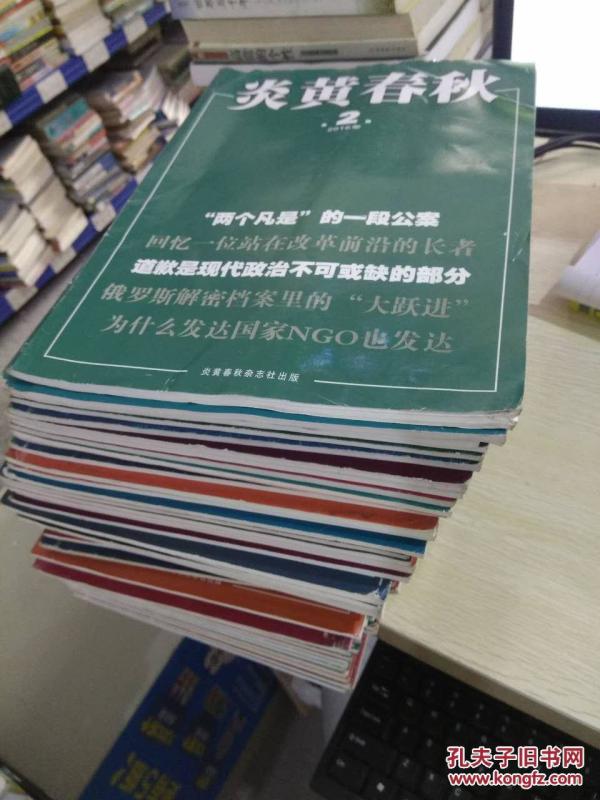 炎黄春秋
第2期
2016年
“两个凡是”的一段公案
回忆一位站在改革前沿的长者
道歉是现代政治不可或缺的部分
俄罗斯解密档案里的“大跃进”
为什么发达国家NGO也发达
炎黄春秋杂志社出版
孔夫子旧书网
www.kongfz.com